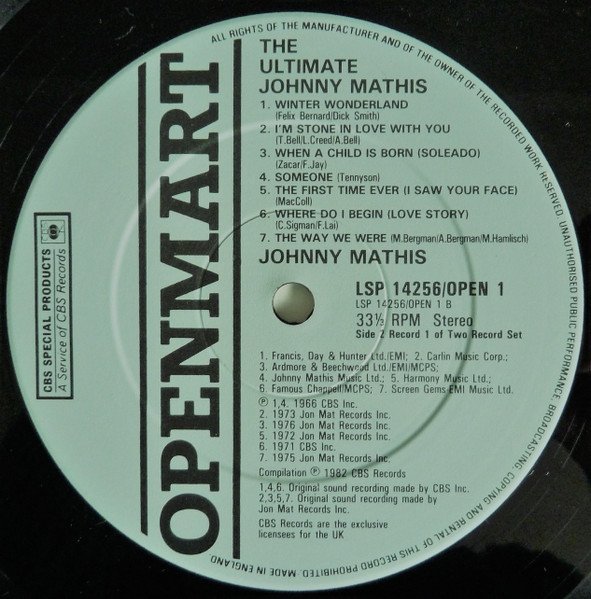 ALL RIGHTS OF THE MANUFACTURER AND OF THE OWNER OF THE RECORDED WORK RESERVED. UNAUTHORISED PUBLIC PERFORMANCE, BROADCASTING, COPYING AND RENTAL OF THIS RECORD PROHIBITED. MADE IN ENGLAND
OPENMART
CBS SPECIAL PRODUCTS
A Service of CBS Records
THE
ULTIMATE
JOHNNY MATHIS
1. WINTER WONDERLAND
(Felix Bernard/Dick Smith)
2. I'M STONE IN LOVE WITH YOU
(T.Bell/L.Creed/A.Bell)
3. WHEN A CHILD IS BORN (SOLEADO)
(Zacar/F.Jay)
4. SOMEONE (Tennyson)
5. THE FIRST TIME EVER (I SAW YOUR FACE)
(MacColl)
6. WHERE DO I BEGIN (LOVE STORY)
(C.Sigman/F.Lai)
7. THE WAY WE WERE (M.Bergman/A.Bergman/M.Hamlisch)
JOHNNY MATHIS
LSP 14256/OPEN 1
LSP 14256/OPEN 1 B
33⅓ RPM Stereo
Side 2 Record 1 of Two Record Set
1. Francis, Day & Hunter Ltd./EMI; 2. Carlin Music Corp.;
3. Ardmore & Beechwood Ltd./EMI/MCPS;
4. Johnny Mathis Music Ltd.; 5. Harmony Music Ltd.;
6. Famous Chappell/MCPS; 7. Screen Gems-EMI Music Ltd.
℗ 1,4. 1966 CBS Inc.
2. 1973 Jon Mat Records Inc.
3. 1976 Jon Mat Records Inc.
5. 1972 Jon Mat Records Inc.
6. 1971 CBS Inc.
7. 1975 Jon Mat Records Inc.
Compilation ℗ 1982 CBS Records
1,4,6. Original sound recording made by CBS Inc.
2,3,5,7. Original sound recording made by
Jon Mat Records Inc.
CBS Records are the exclusive
licensees for the UK